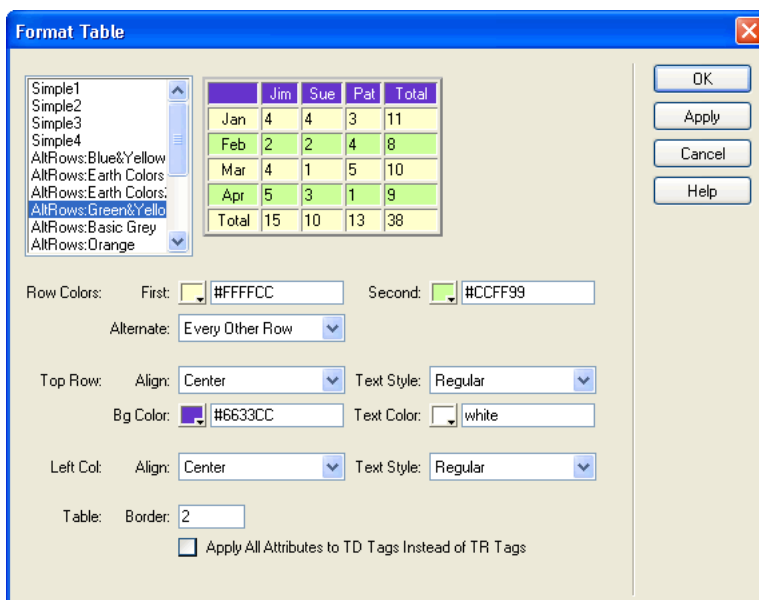 Format Table
Simple1
Simple2
Simple3
Simple4
AltRows:Blue&Yellow
AltRows:Earth Colors
AltRows:Earth Colors:
AltRows:Green&Yello
AltRows:Basic Grey
AltRows:Orange
Jim Sue Pat Total
Jan 4 4 3 11
Feb 2 2 4 8
Mar 4 1 5 10
Apr 5 3 1 9
Total 15 10 13 38
OK
Apply
Cancel
Help
Row Colors: First: #FFFFCC Second: #CCFF99
Alternate: Every Other Row
Top Row: Align: Center Text Style: Regular
Bg Color: #6633CC Text Color: white
Left Col: Align: Center Text Style: Regular
Table: Border: 2
Apply All Attributes to TD Tags Instead of TR Tags